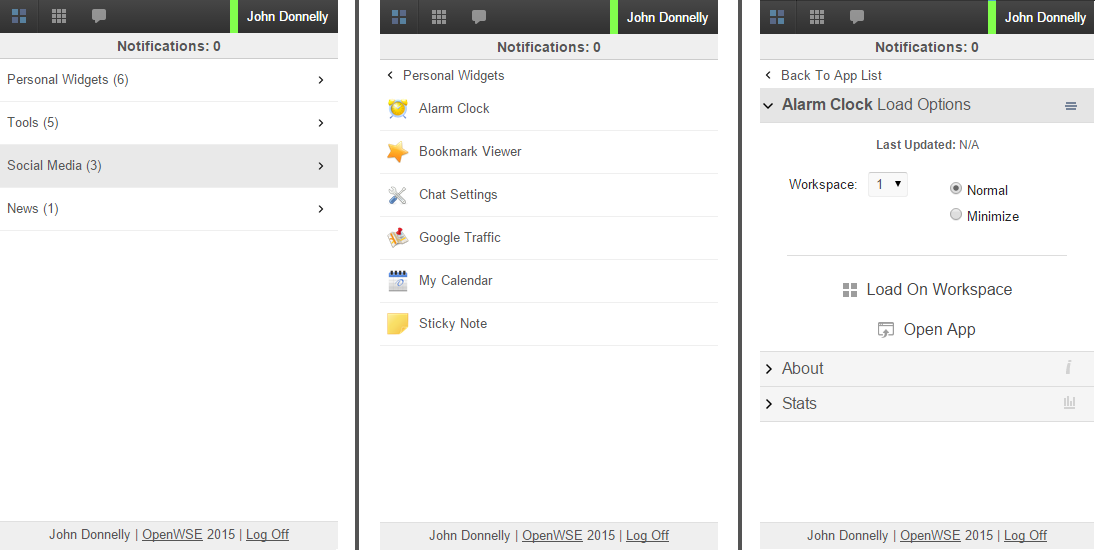 John Donnelly
Notifications: 0
Personal Widgets (6)
Tools (5)
Social Media (3)
News (1)
John Donnelly | OpenWSE 2015 | Log Off
John Donnelly
Notifications: 0
Personal Widgets
Alarm Clock
Bookmark Viewer
Chat Settings
Google Traffic
My Calendar
Sticky Note
John Donnelly | OpenWSE 2015 | Log Off
John Donnelly
Notifications: 0
Back To App List
Alarm Clock Load Options
Last Updated: N/A
Workspace: 1
Normal
Minimize
Load On Workspace
Open App
About
Stats
John Donnelly | OpenWSE 2015 | Log Off